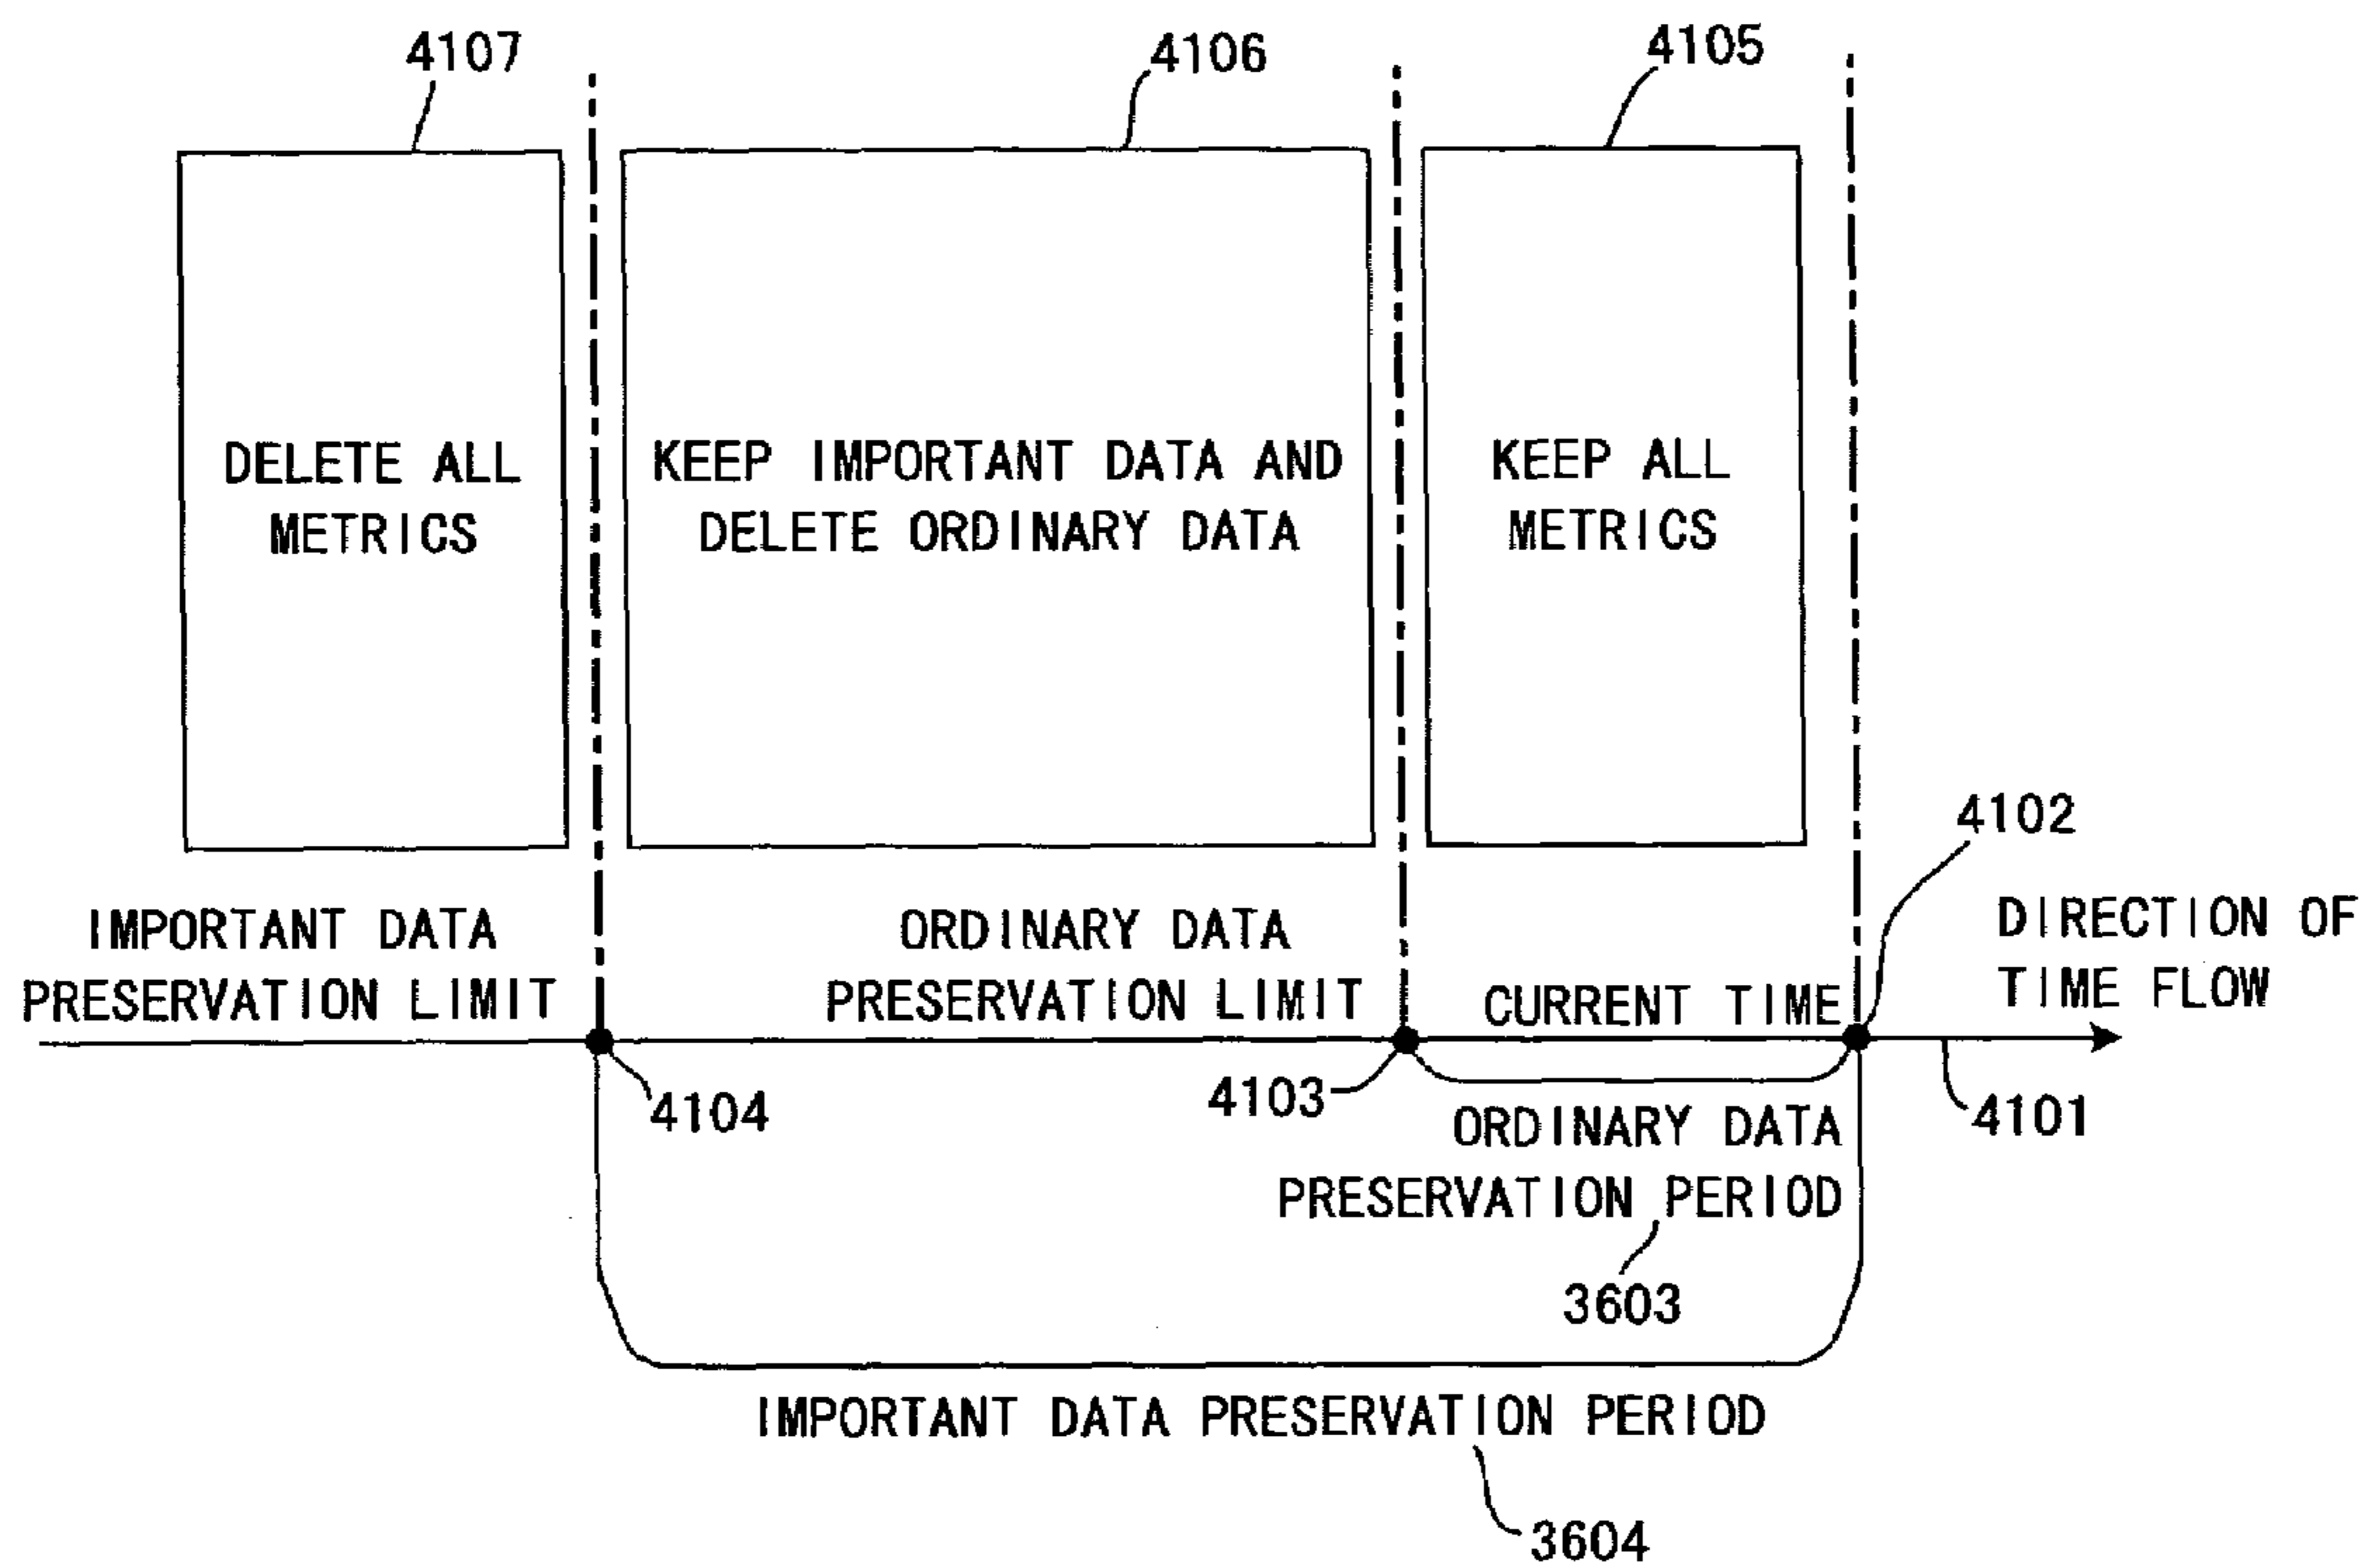 4107
4106
4105
DELETE ALL
METRICS
KEEP IMPORTANT DATA AND
DELETE ORDINARY DATA
KEEP ALL
METRICS
4102
IMPORTANT DATA
PRESERVATION LIMIT
ORDINARY DATA
PRESERVATION LIMIT
CURRENT TIME
DIRECTION OF
TIME FLOW
4104
4103
4101
ORDINARY DATA
PRESERVATION PERIOD
3603
IMPORTANT DATA PRESERVATION PERIOD
3604